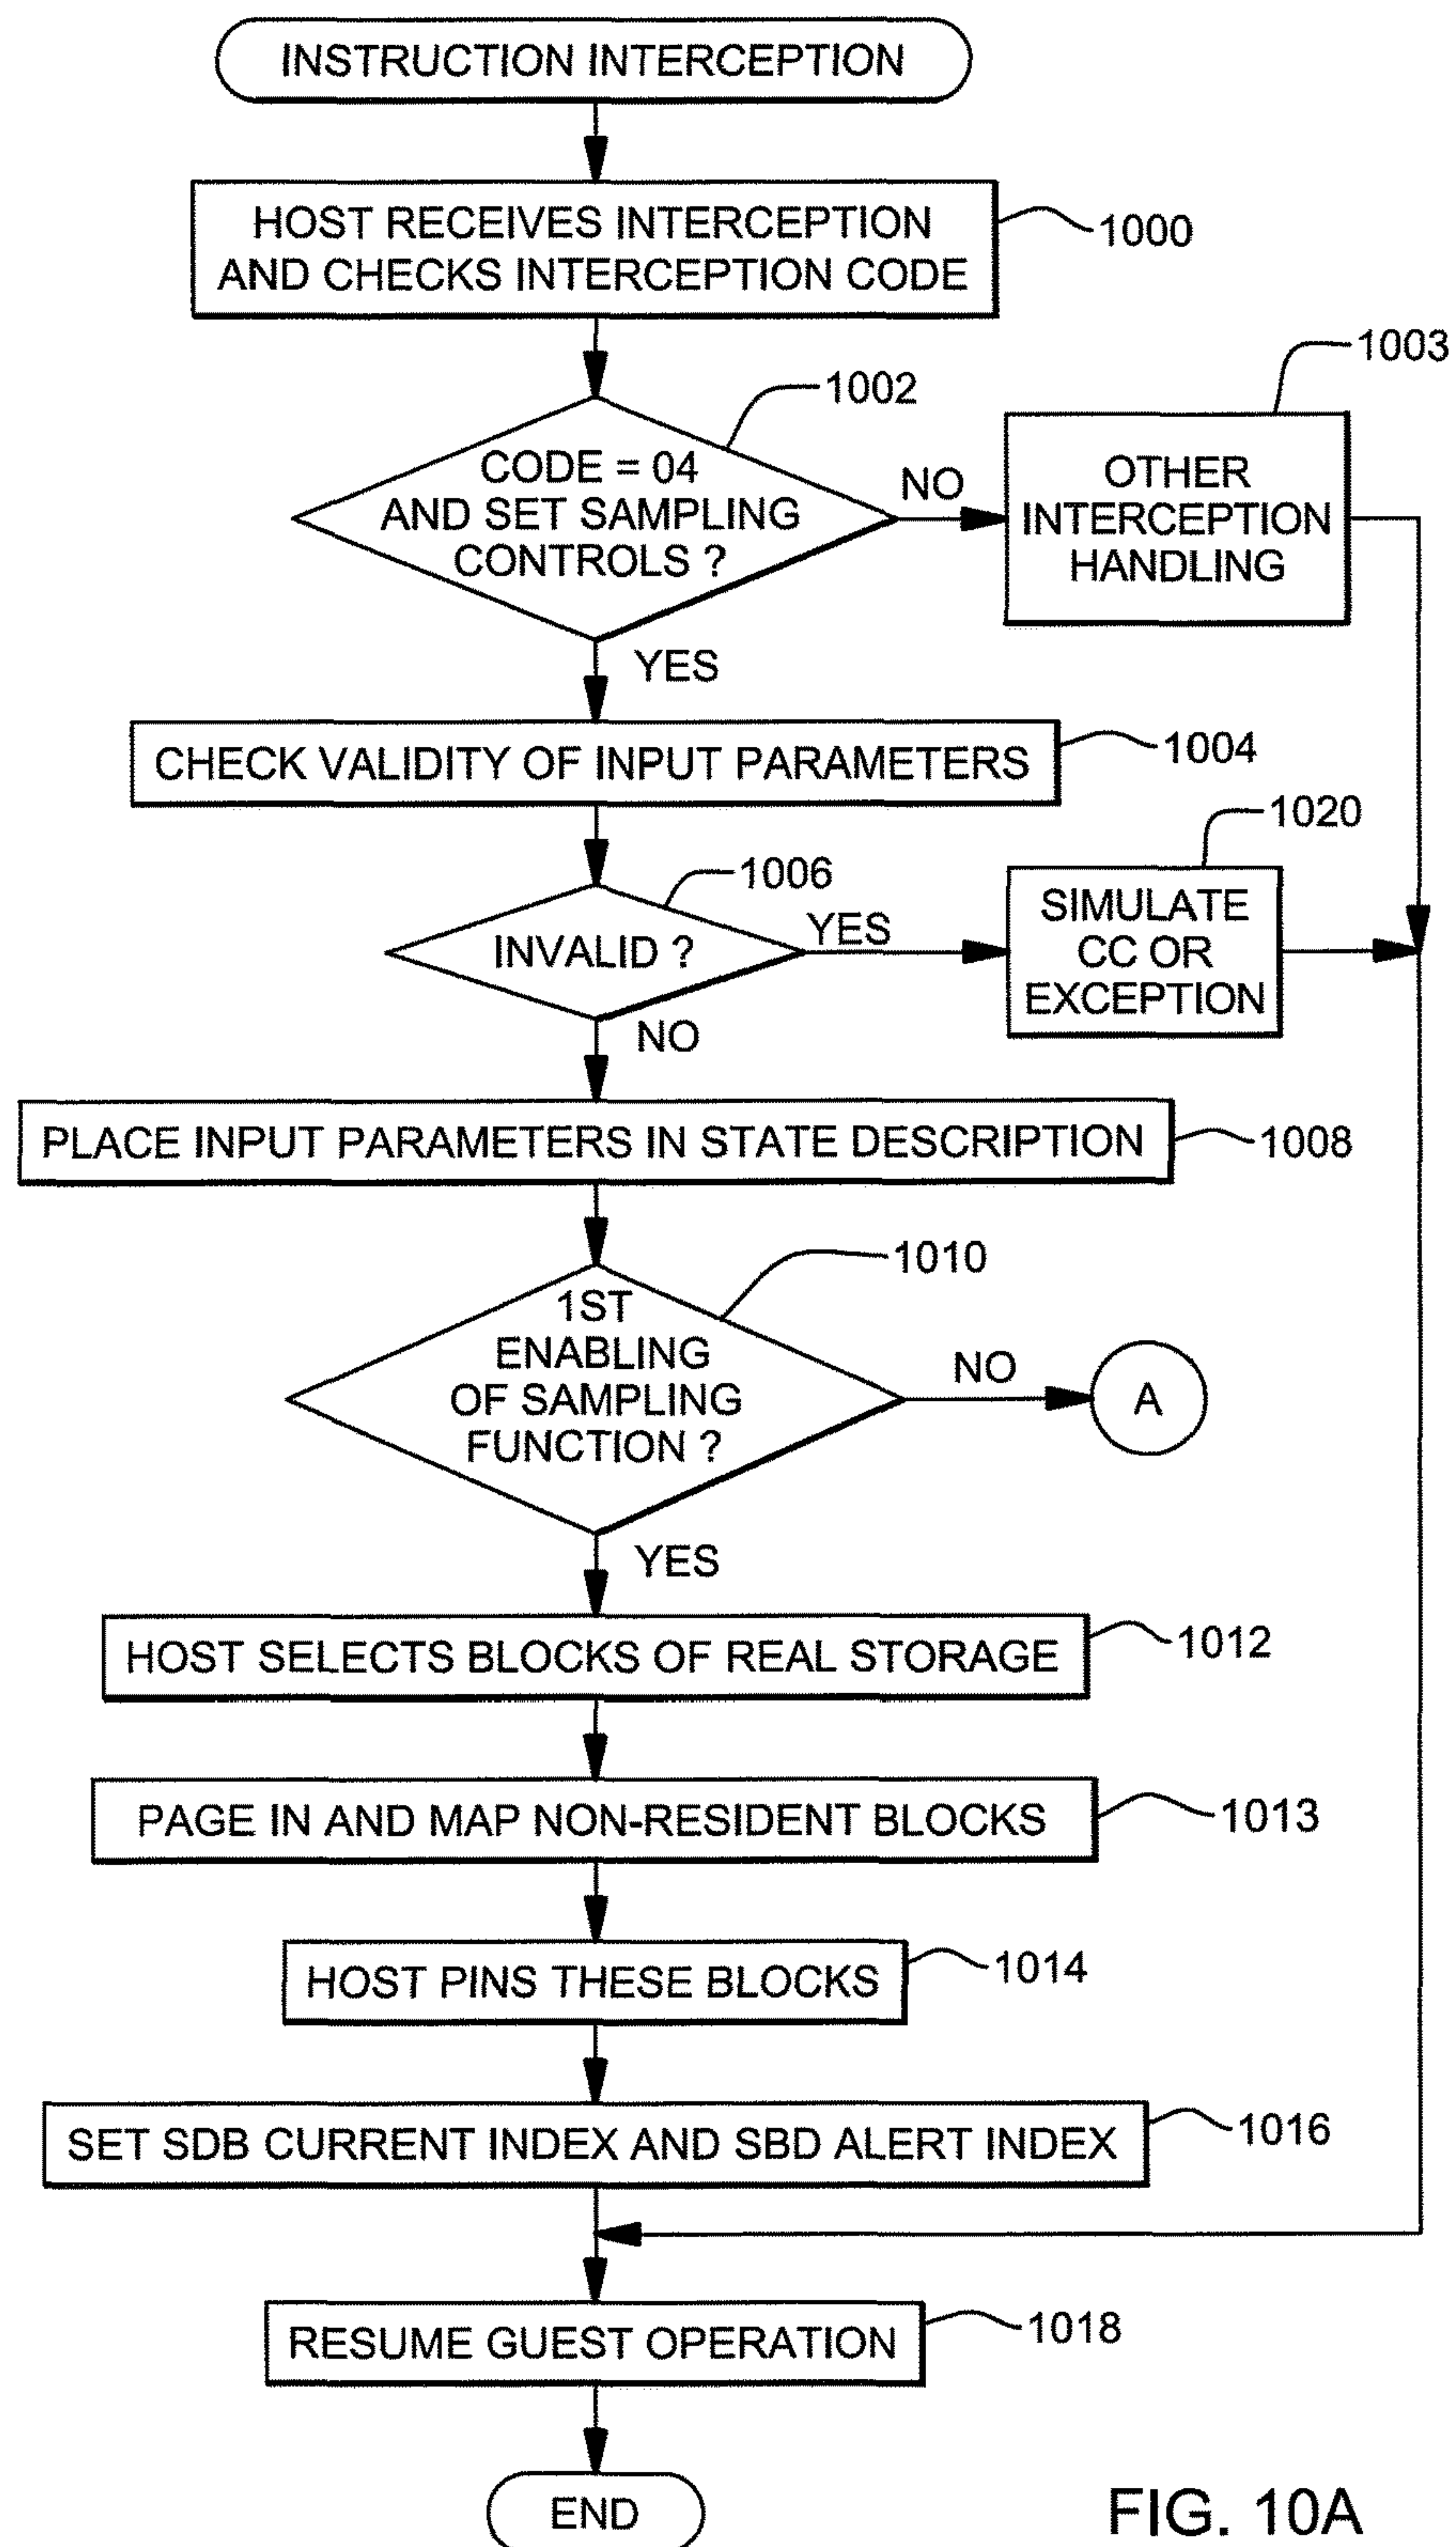 INSTRUCTION INTERCEPTION
HOST RECEIVES INTERCEPTION
AND CHECKS INTERCEPTION CODE
1000
1003
1002
CODE = 04
AND SET SAMPLING
CONTROLS ?
NO
OTHER
INTERCEPTION
HANDLING
YES
CHECK VALIDITY OF INPUT PARAMETERS
1004
1020
1006
INVALID ?
YES
SIMULATE
CC OR
EXCEPTION
NO
PLACE INPUT PARAMETERS IN STATE DESCRIPTION
1008
1010
1ST
ENABLING
OF SAMPLING
FUNCTION ?
NO
A
YES
HOST SELECTS BLOCKS OF REAL STORAGE
1012
PAGE IN AND MAP NON-RESIDENT BLOCKS
1013
HOST PINS THESE BLOCKS
1014
SET SDB CURRENT INDEX AND SBD ALERT INDEX
1016
RESUME GUEST OPERATION
1018
END
FIG. 10A